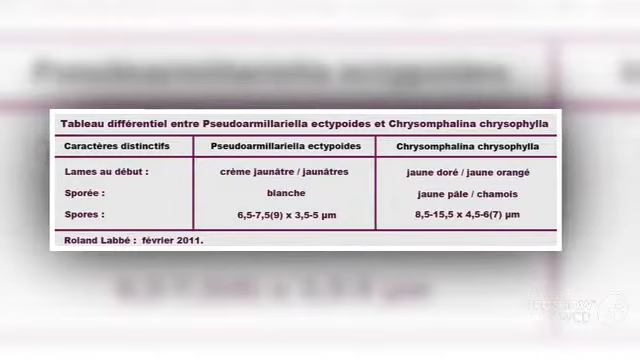 Tableau différentiel entre Pseudoarmillariella ectypoides et Chrysomphalina chrysophylla
Caractères distinctifs Pseudoarmillariella ectypoides Chrysomphalina chrysophylla
Lames au début : crème jaunâtre / jaunâtres jaune doré / jaune orangé
Sporée : blanche jaune pâle / chamois
Spores : 6,5-7,5(9) x 3,5-5 µm 8,5-15,5 x 4,5-6(7) µm
Roland Labbé : février 2011.